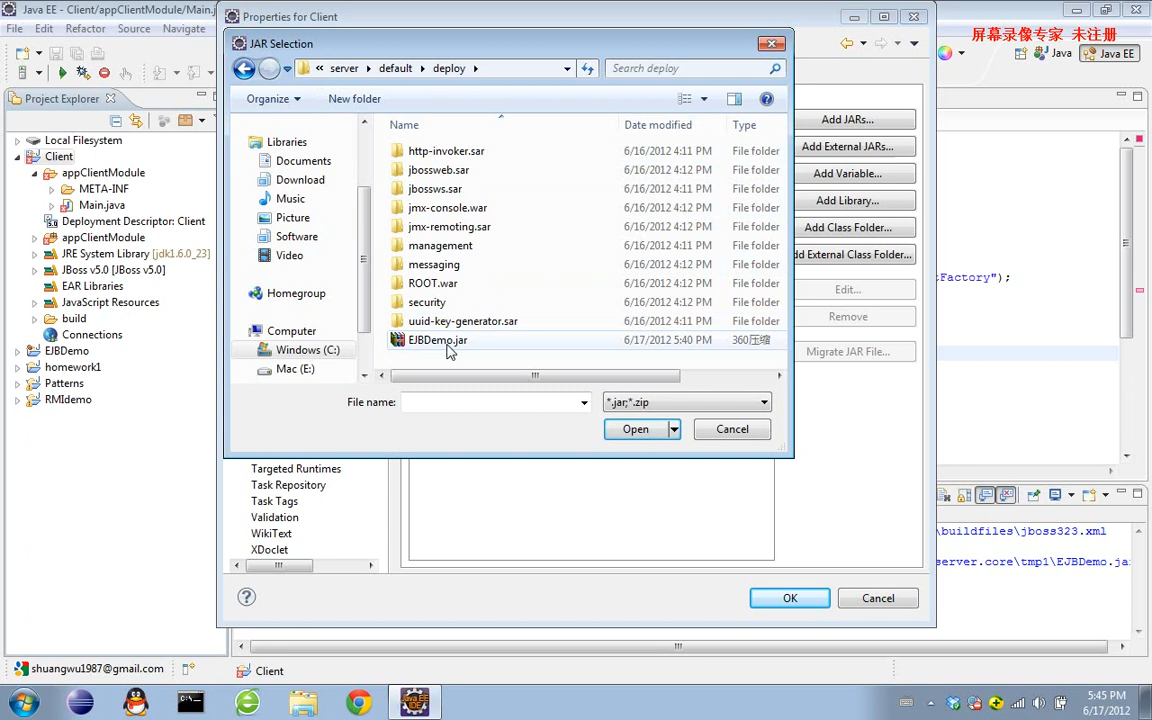 Java EE - Client/appClientModule/Main.j
Properties for Client
屏幕录像专家 未注册
File Edit Refactor Source Navigate
Java Java EE
Project Explorer
Local Filesystem
Client
appClientModule
META-INF
Main.java
Deployment Descriptor: Client
appClientModule
JRE System Library [jdk1.6.0_23]
JBoss v5.0 [JBoss v5.0]
EAR Libraries
JavaScript Resources
build
Connections
EJBDemo
homework1
Patterns
RMIdemo
JAR Selection
« server default deploy
Search deploy
Organize New folder
Libraries
Documents
Download
Music
Picture
Software
Video
Homegroup
Computer
Windows (C:)
Mac (E:)
Name Date modified Type
http-invoker.sar 6/16/2012 4:11 PM File folder
jbossweb.sar 6/16/2012 4:12 PM File folder
jbossws.sar 6/16/2012 4:11 PM File folder
jmx-console.war 6/16/2012 4:12 PM File folder
jmx-remoting.sar 6/16/2012 4:12 PM File folder
management 6/16/2012 4:11 PM File folder
messaging 6/16/2012 4:12 PM File folder
ROOT.war 6/16/2012 4:12 PM File folder
security 6/16/2012 4:12 PM File folder
uuid-key-generator.sar 6/16/2012 4:11 PM File folder
EJBDemo.jar 6/17/2012 5:40 PM 360压缩
File name: *.jar;*.zip
Open Cancel
Add JARs...
Add External JARs...
Add Variable...
Add Library...
Add Class Folder...
dd External Class Folder...
Edit...
Remove
Migrate JAR File...
Factory");
Targeted Runtimes
Task Repository
Task Tags
Validation
WikiText
XDoclet
\buildfiles\jboss323.xml
server.core\tmp1\EJBDemo.ja
OK Cancel
shuangwu1987@gmail.com
Client
5:45 PM
6/17/2012